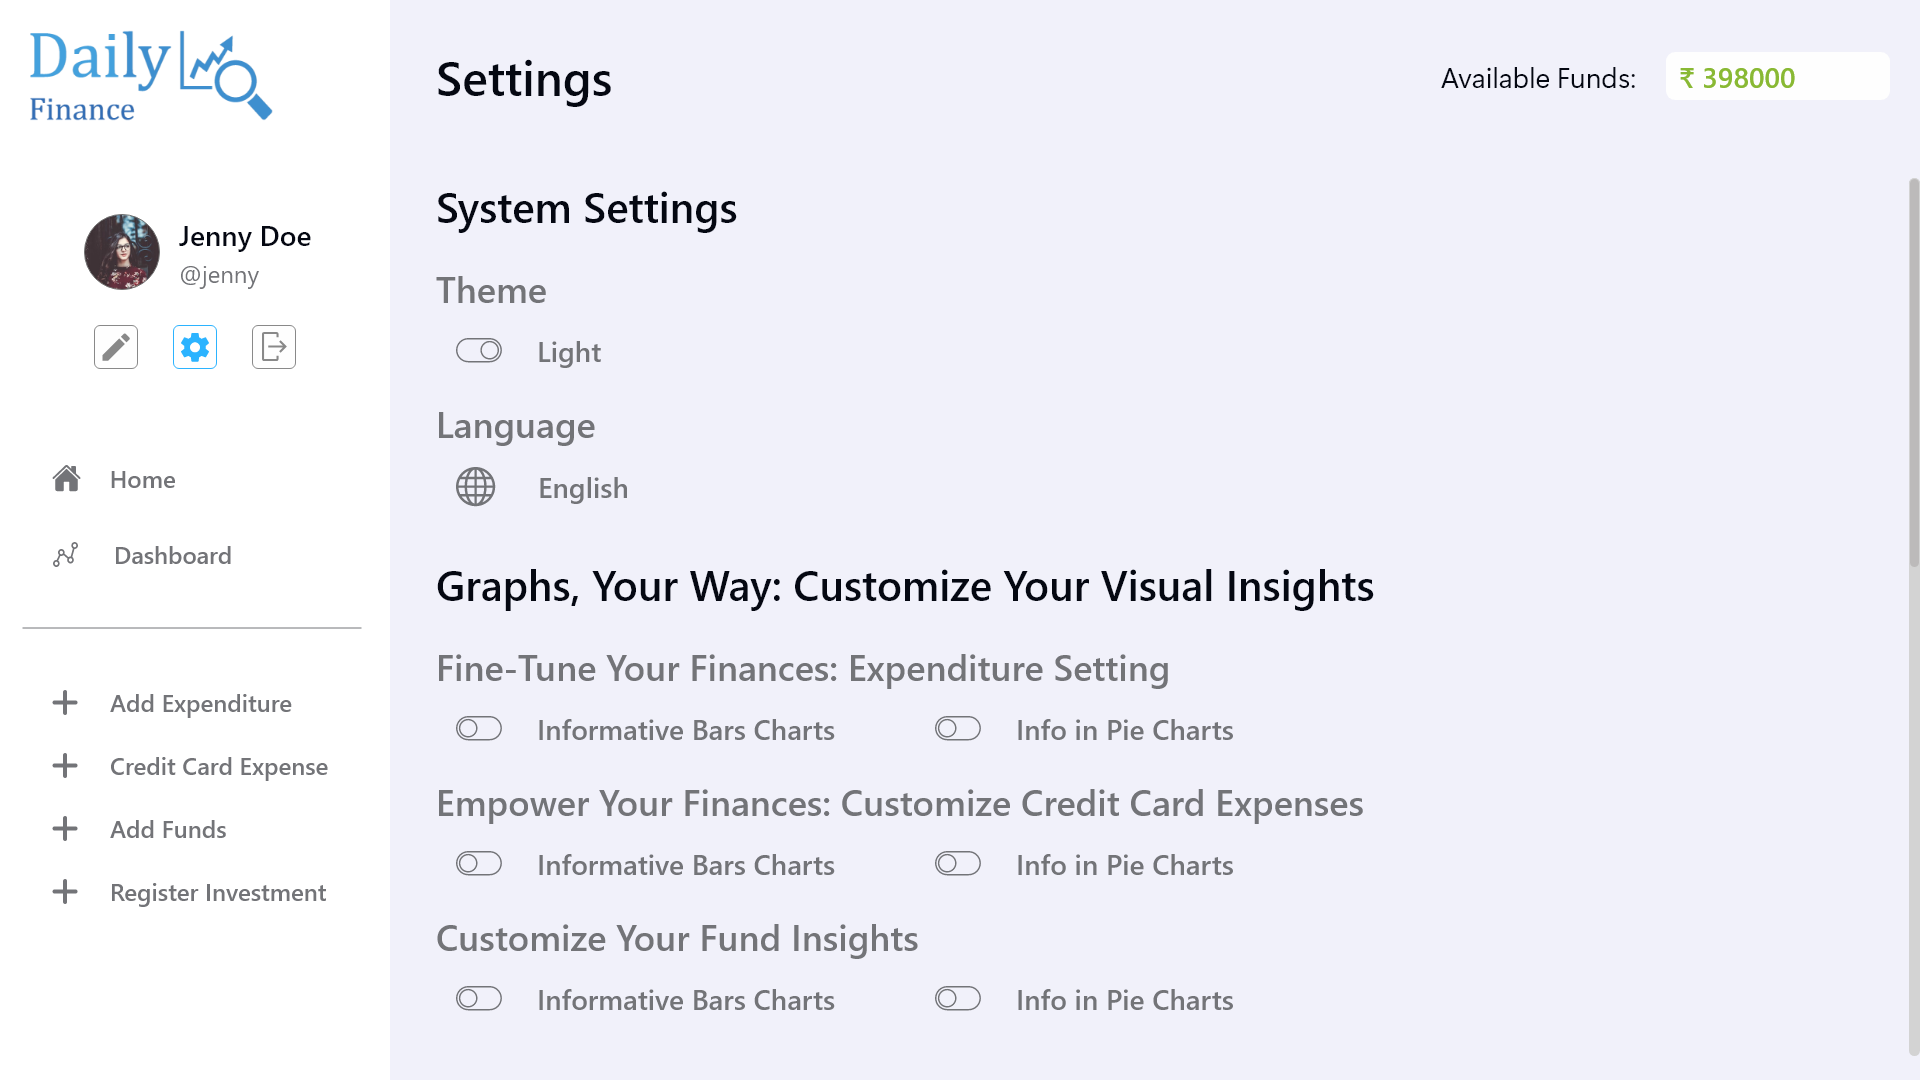 Daily
Finance
Jenny Doe
@jenny
Home
Dashboard
Add Expenditure
Credit Card Expense
Add Funds
Register Investment
Settings
Available Funds: ₹ 398000
System Settings
Theme
Light
Language
English
Graphs, Your Way: Customize Your Visual Insights
Fine-Tune Your Finances: Expenditure Setting
Informative Bars Charts Info in Pie Charts
Empower Your Finances: Customize Credit Card Expenses
Informative Bars Charts Info in Pie Charts
Customize Your Fund Insights
Informative Bars Charts Info in Pie Charts